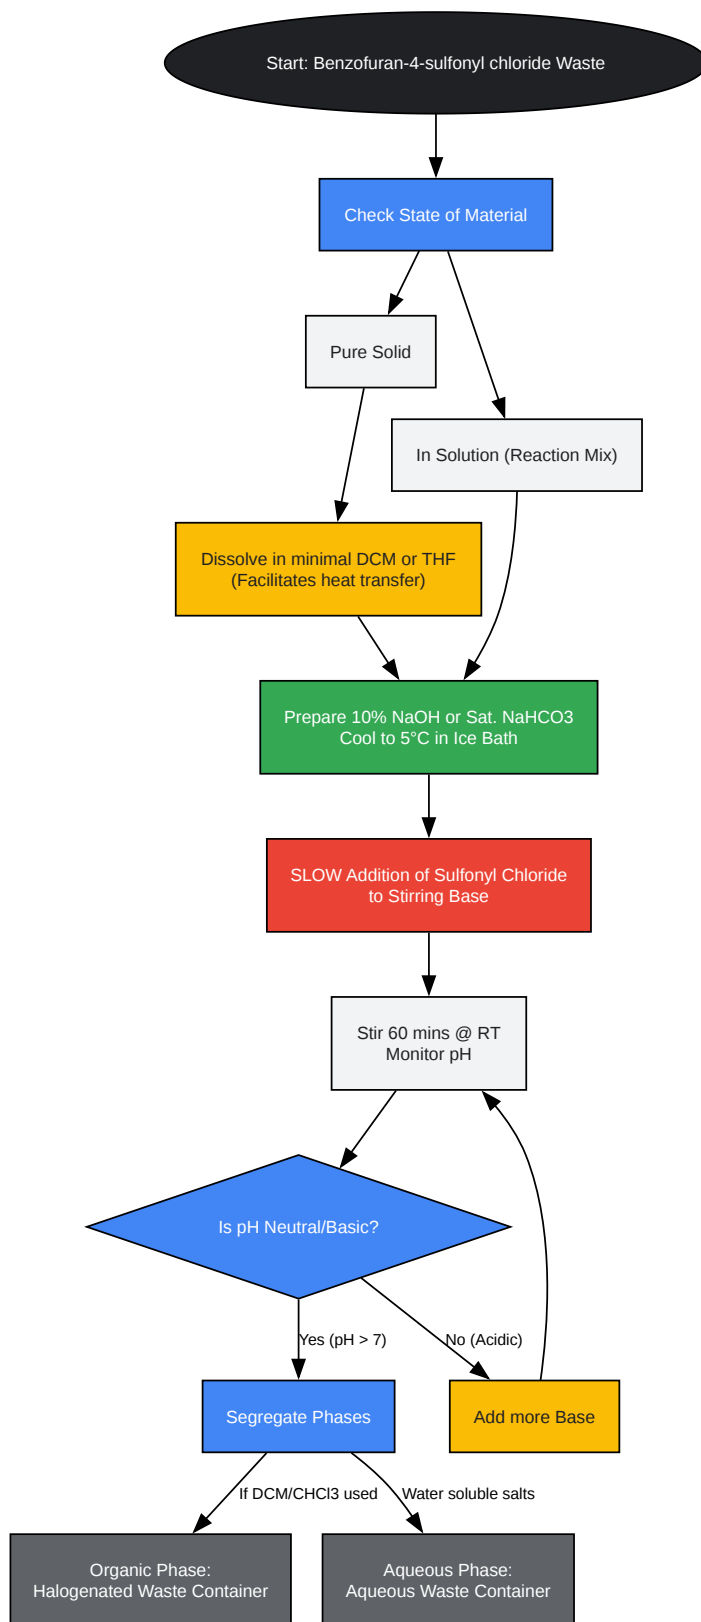 Start: Benzofuran-4-sulfonyl chloride Waste
Check State of Material
Pure Solid
In Solution (Reaction Mix)
Dissolve in minimal DCM or THF
(Facilitates heat transfer)
Prepare 10% NaOH or Sat. NaHCO3
Cool to 5°C in Ice Bath
SLOW Addition of Sulfonyl Chloride
to Stirring Base
Stir 60 mins @ RT
Monitor pH
Is pH Neutral/Basic?
Yes (pH > 7)
No (Acidic)
Segregate Phases
Add more Base
If DCM/CHCl3 used
Water soluble salts
Organic Phase:
Halogenated Waste Container
Aqueous Phase:
Aqueous Waste Container